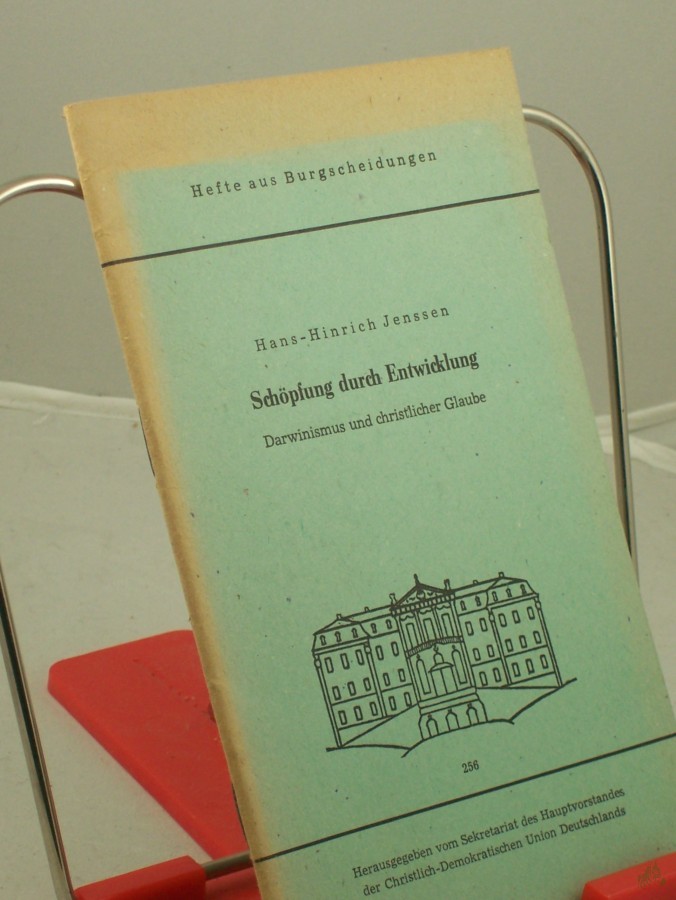 Hefte aus Burgscheidungen
Hans-Hinrich Jenssen
Schöpfung durch Entwicklung
Darwinismus und christlicher Glaube
256
Herausgegeben vom Sekretariat des Hauptvorstandes
der Christlich-Demokratischen Union Deutschlands